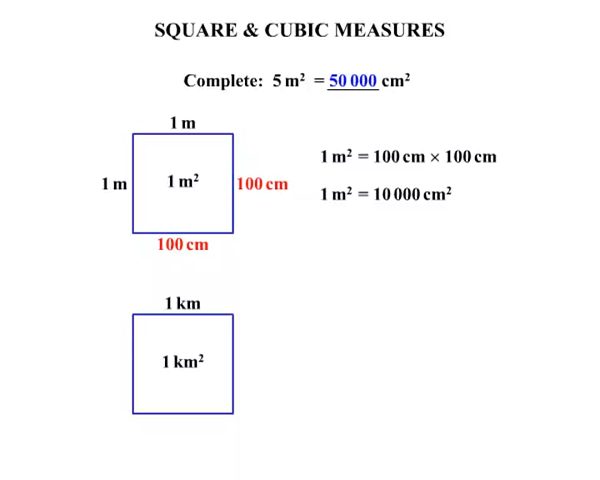 SQUARE & CUBIC MEASURES
Complete: 5 m² = 50 000 cm²
1 m
1 m² = 100 cm × 100 cm
1 m 1 m² 100 cm
1 m² = 10 000 cm²
100 cm
1 km
1 km²